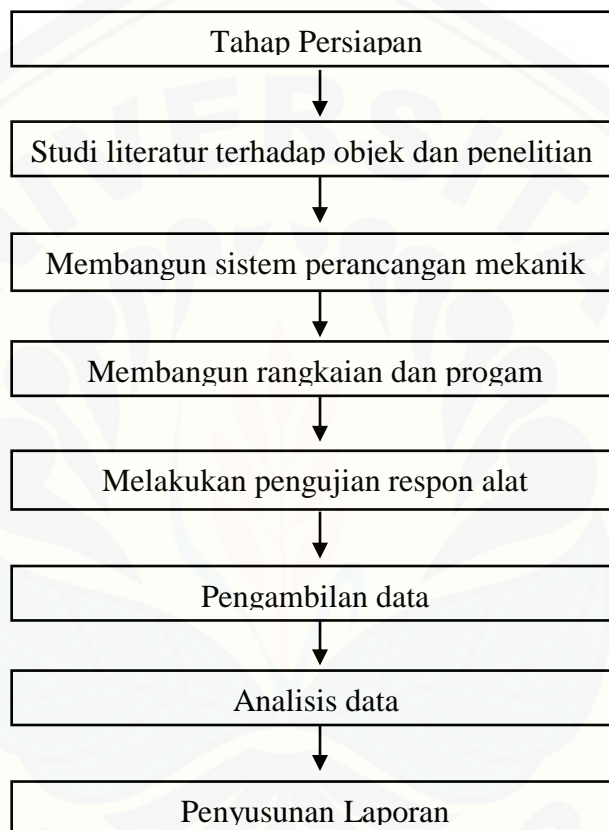 Tahap Persiapan
Studi literatur terhadap objek dan penelitian
Membangun sistem perancangan mekanik
Membangun rangkaian dan progam
Melakukan pengujian respon alat
Pengambilan data
Analisis data
Penyusunan Laporan